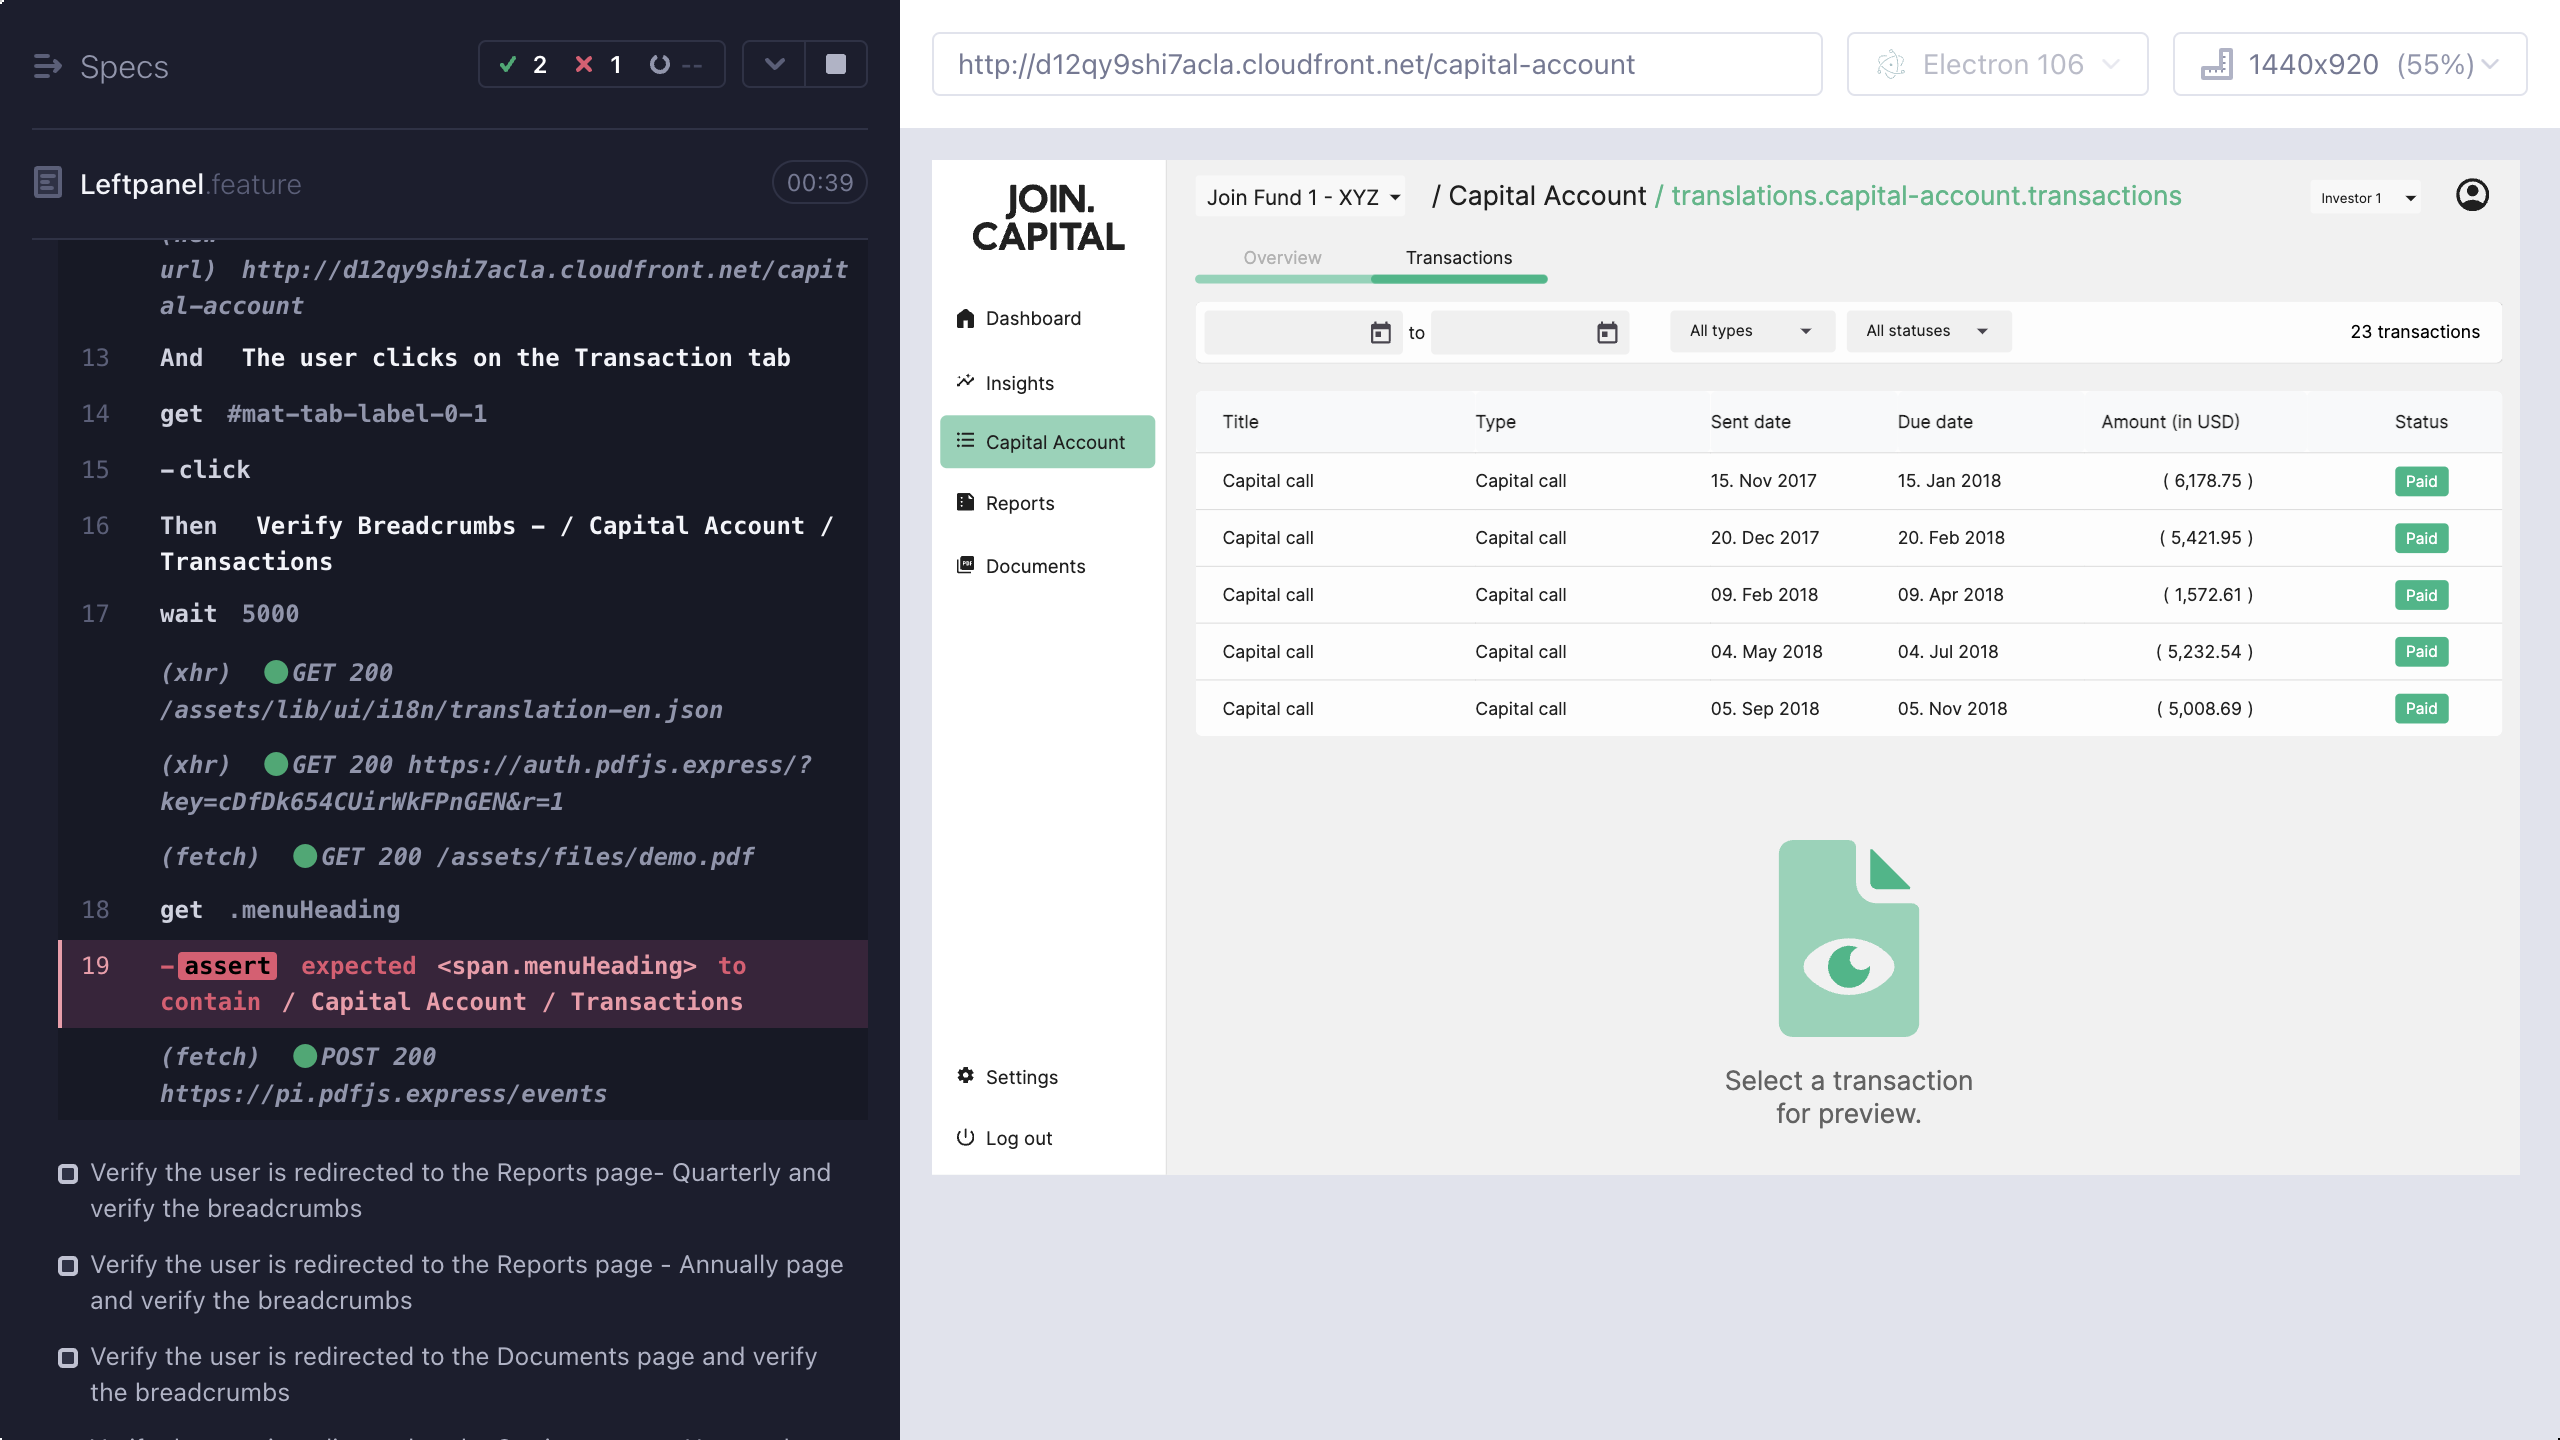 Specs
2
1
--
Leftpanel.feature
00:39
url) http://d12qy9shi7acla.cloudfront.net/capit
al-account
13 And The user clicks on the Transaction tab
14 get #mat-tab-label-0-1
15 -click
16 Then Verify Breadcrumbs - / Capital Account /
Transactions
17 wait 5000
(xhr) GET 200
/assets/lib/ui/i18n/translation-en.json
(xhr) GET 200 https://auth.pdfjs.express/?
key=cDfDk654CUirWkFPnGEN&r=1
(fetch) GET 200 /assets/files/demo.pdf
18 get .menuHeading
19 -assert expected <span.menuHeading> to
contain / Capital Account / Transactions
(fetch) POST 200
https://pi.pdfjs.express/events
Verify the user is redirected to the Reports page- Quarterly and
verify the breadcrumbs
Verify the user is redirected to the Reports page - Annually page
and verify the breadcrumbs
Verify the user is redirected to the Documents page and verify
the breadcrumbs
http://d12qy9shi7acla.cloudfront.net/capital-account
Electron 106
1440x920 (55%)
JOIN.
CAPITAL
Dashboard
Insights
Capital Account
Reports
Documents
Settings
Log out
Join Fund 1 - XYZ / Capital Account / translations.capital-account.transactions
Investor 1
Overview Transactions
to All types All statuses 23 transactions
Title Type Sent date Due date Amount (in USD) Status
Capital call Capital call 15. Nov 2017 15. Jan 2018 ( 6,178.75 ) Paid
Capital call Capital call 20. Dec 2017 20. Feb 2018 ( 5,421.95 ) Paid
Capital call Capital call 09. Feb 2018 09. Apr 2018 ( 1,572.61 ) Paid
Capital call Capital call 04. May 2018 04. Jul 2018 ( 5,232.54 ) Paid
Capital call Capital call 05. Sep 2018 05. Nov 2018 ( 5,008.69 ) Paid
Select a transaction
for preview.